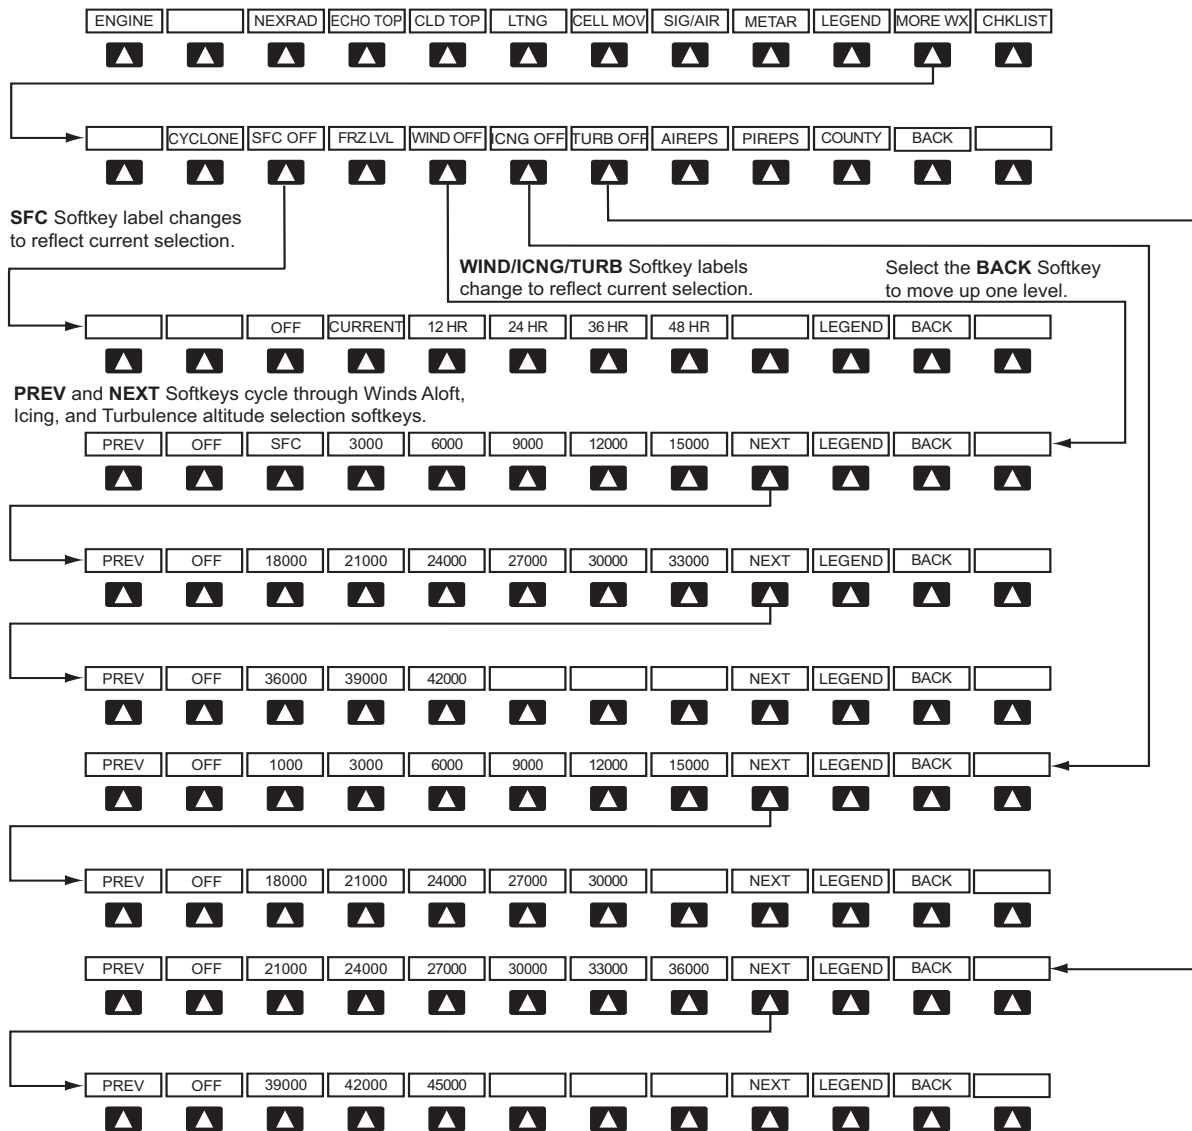 ENGINE NEXRAD ECHO TOP CLD TOP LTNG CELL MOV SIG/AIR METAR LEGEND MORE WX CHKLIST
CYCLONE SFC OFF FRZ LVL WIND OFF ICNG OFF TURB OFF AIREPS PIREPS COUNTY BACK
SFC Softkey label changes
to reflect current selection.
WIND/ICNG/TURB Softkey labels
change to reflect current selection.
Select the BACK Softkey
to move up one level.
OFF CURRENT 12 HR 24 HR 36 HR 48 HR LEGEND BACK
PREV and NEXT Softkeys cycle through Winds Aloft,
Icing, and Turbulence altitude selection softkeys.
PREV OFF SFC 3000 6000 9000 12000 15000 NEXT LEGEND BACK
PREV OFF 18000 21000 24000 27000 30000 33000 NEXT LEGEND BACK
PREV OFF 36000 39000 42000 NEXT LEGEND BACK
PREV OFF 1000 3000 6000 9000 12000 15000 NEXT LEGEND BACK
PREV OFF 18000 21000 24000 27000 30000 NEXT LEGEND BACK
PREV OFF 21000 24000 27000 30000 33000 36000 NEXT LEGEND BACK
PREV OFF 39000 42000 45000 NEXT LEGEND BACK